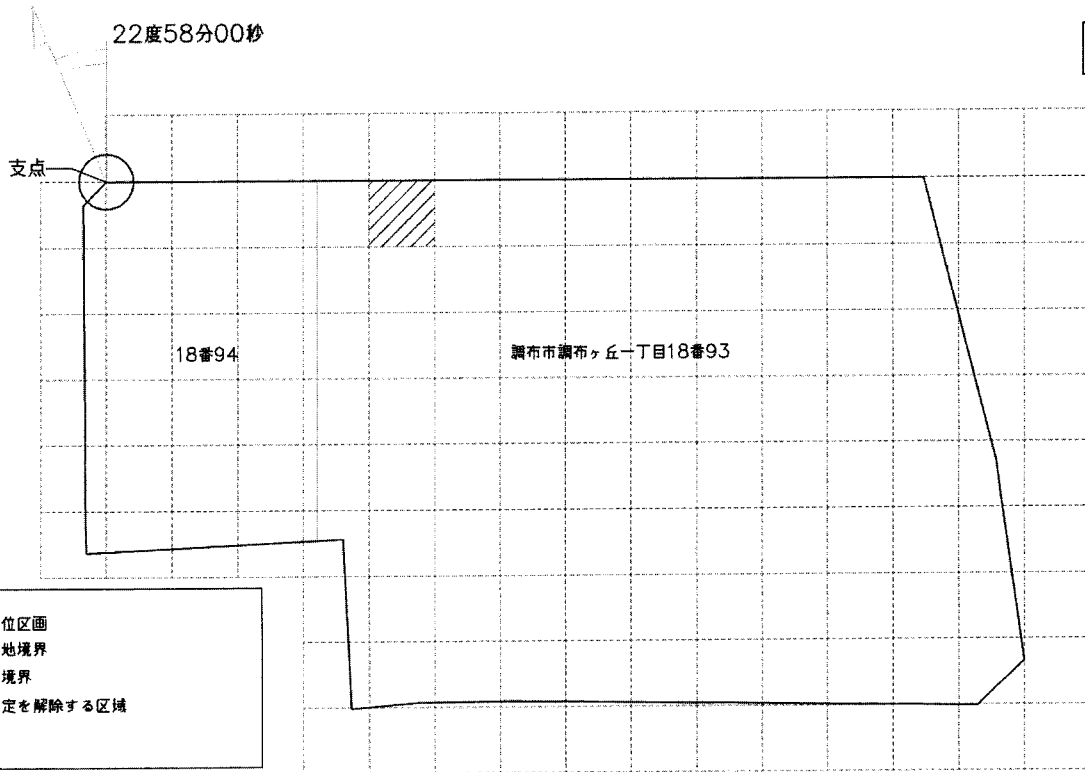 22度58分00秒
支点
18番94
調布市調布ヶ丘一丁目18番93
位区画
地境界
境界
定を解除する区域